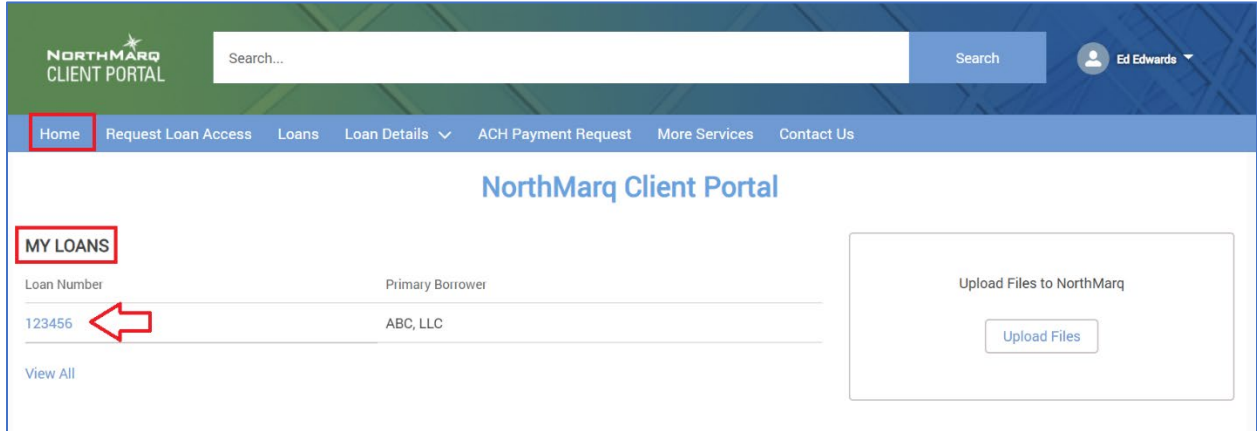 NORTHMARQ
CLIENT PORTAL
Search...
Search
Ed Edwards
Home Request Loan Access Loans Loan Details ACH Payment Request More Services Contact Us
NorthMarq Client Portal
MY LOANS
Loan Number Primary Borrower
123456 ABC, LLC
View All
Upload Files to NorthMarq
Upload Files